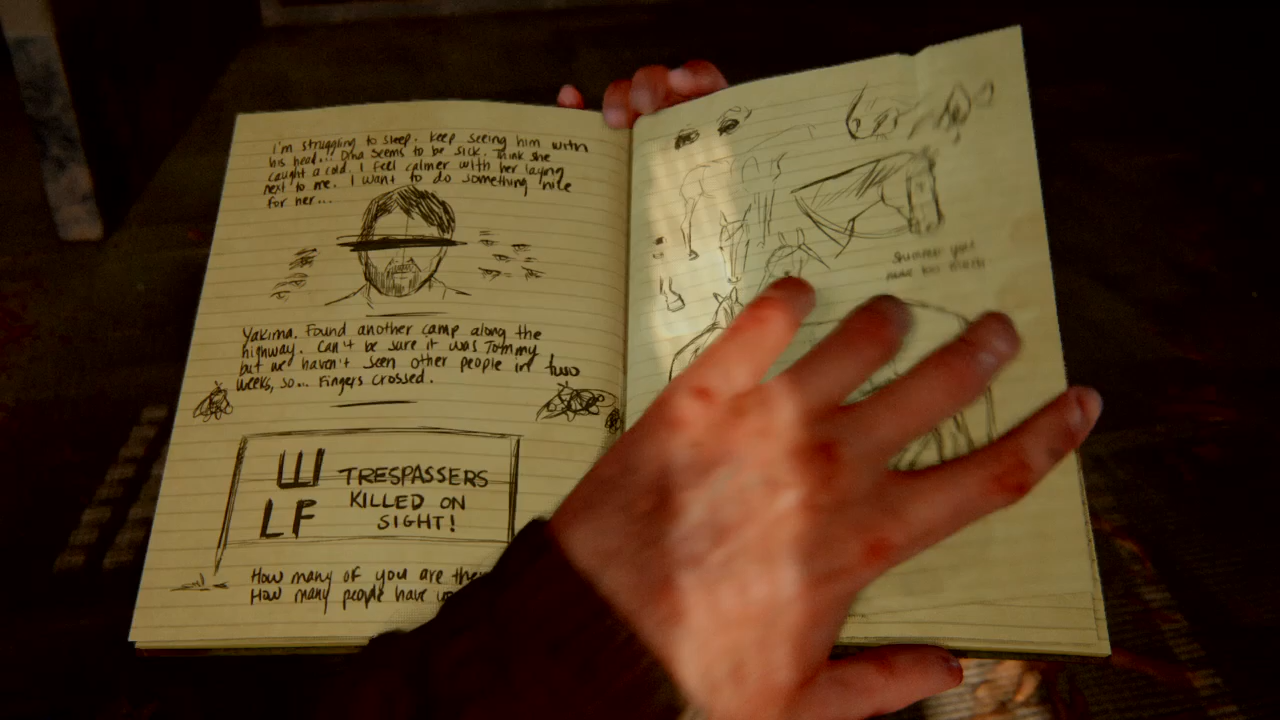 I'm struggling to sleep. Keep seeing him with
his head... Dina seems to be sick. Think she
caught a cold. I feel calmer with her laying
next to me. I want to do something nice
for her...
Yakima. Found another camp along the
highway. Can't be sure it was Tommy
but we haven't seen other people in two
weeks, so... Fingers crossed.
W TRESPASSERS
LF KILLED ON
SIGHT!
How many of you are
How many people have